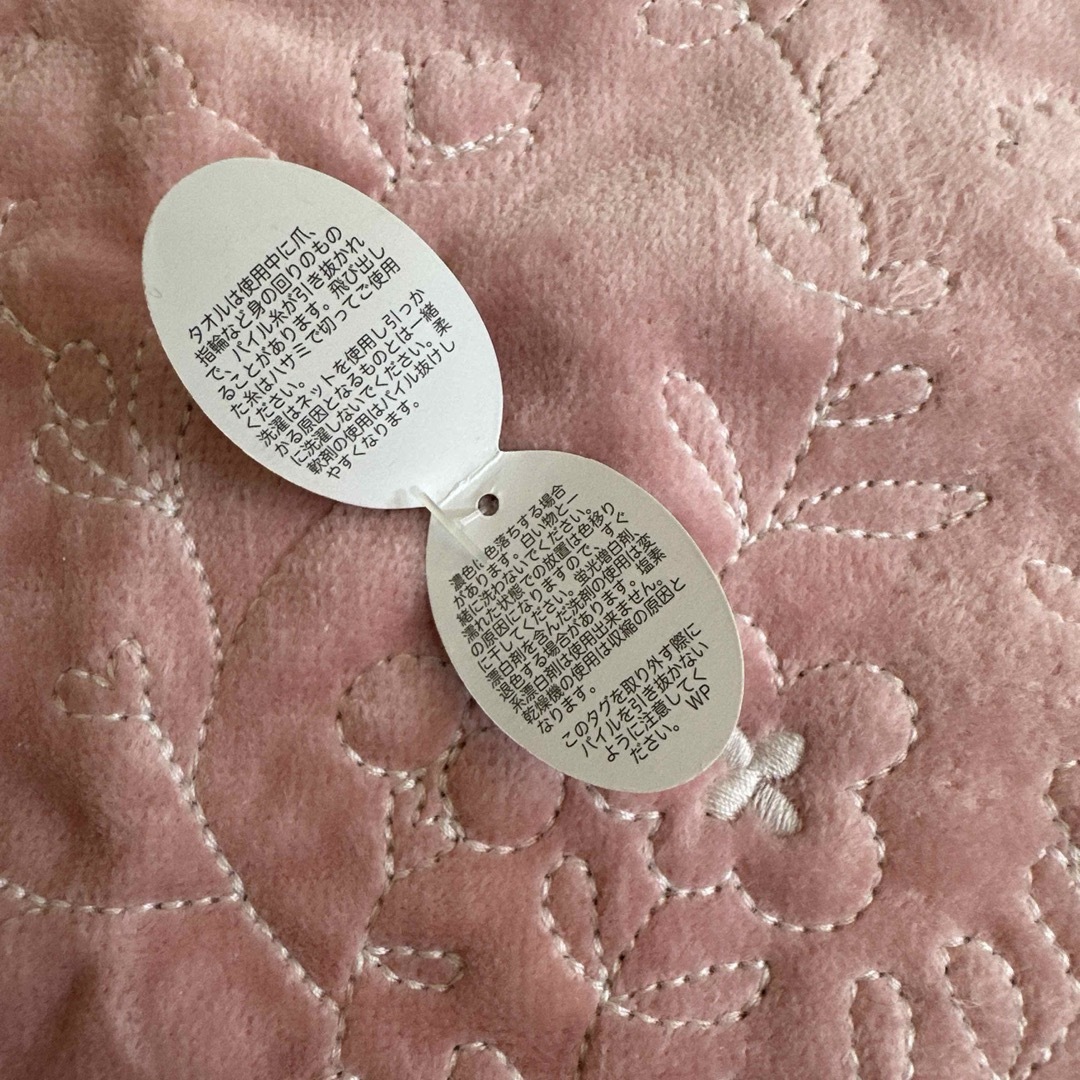 タオルは使用中に爪、
指輪など身の回りのもの
で、パイル糸が引き抜かれ
ることがあります。飛び出し
た糸はハサミで切ってご使用
ください。
洗濯はネットを使用し引っか
かる原因となるものとは一緒
に洗濯しないでください。柔
軟剤の使用はパイル抜けし
やすくなります。
濃色は色落ちする場合
があります。白い物と一
緒に洗わないでください。
濡れた状態での放置は色移り
の原因になりますので、すぐ
に干してください。蛍光増白剤、
漂白剤を含んだ洗剤の使用は変
退色する場合があります。塩素
系漂白剤は使用出来ません。
乾燥機の使用は収縮の原因と
なります。
このタグを取り外す際に
パイルを引き抜かない
ように注意してく
ださい。 WP